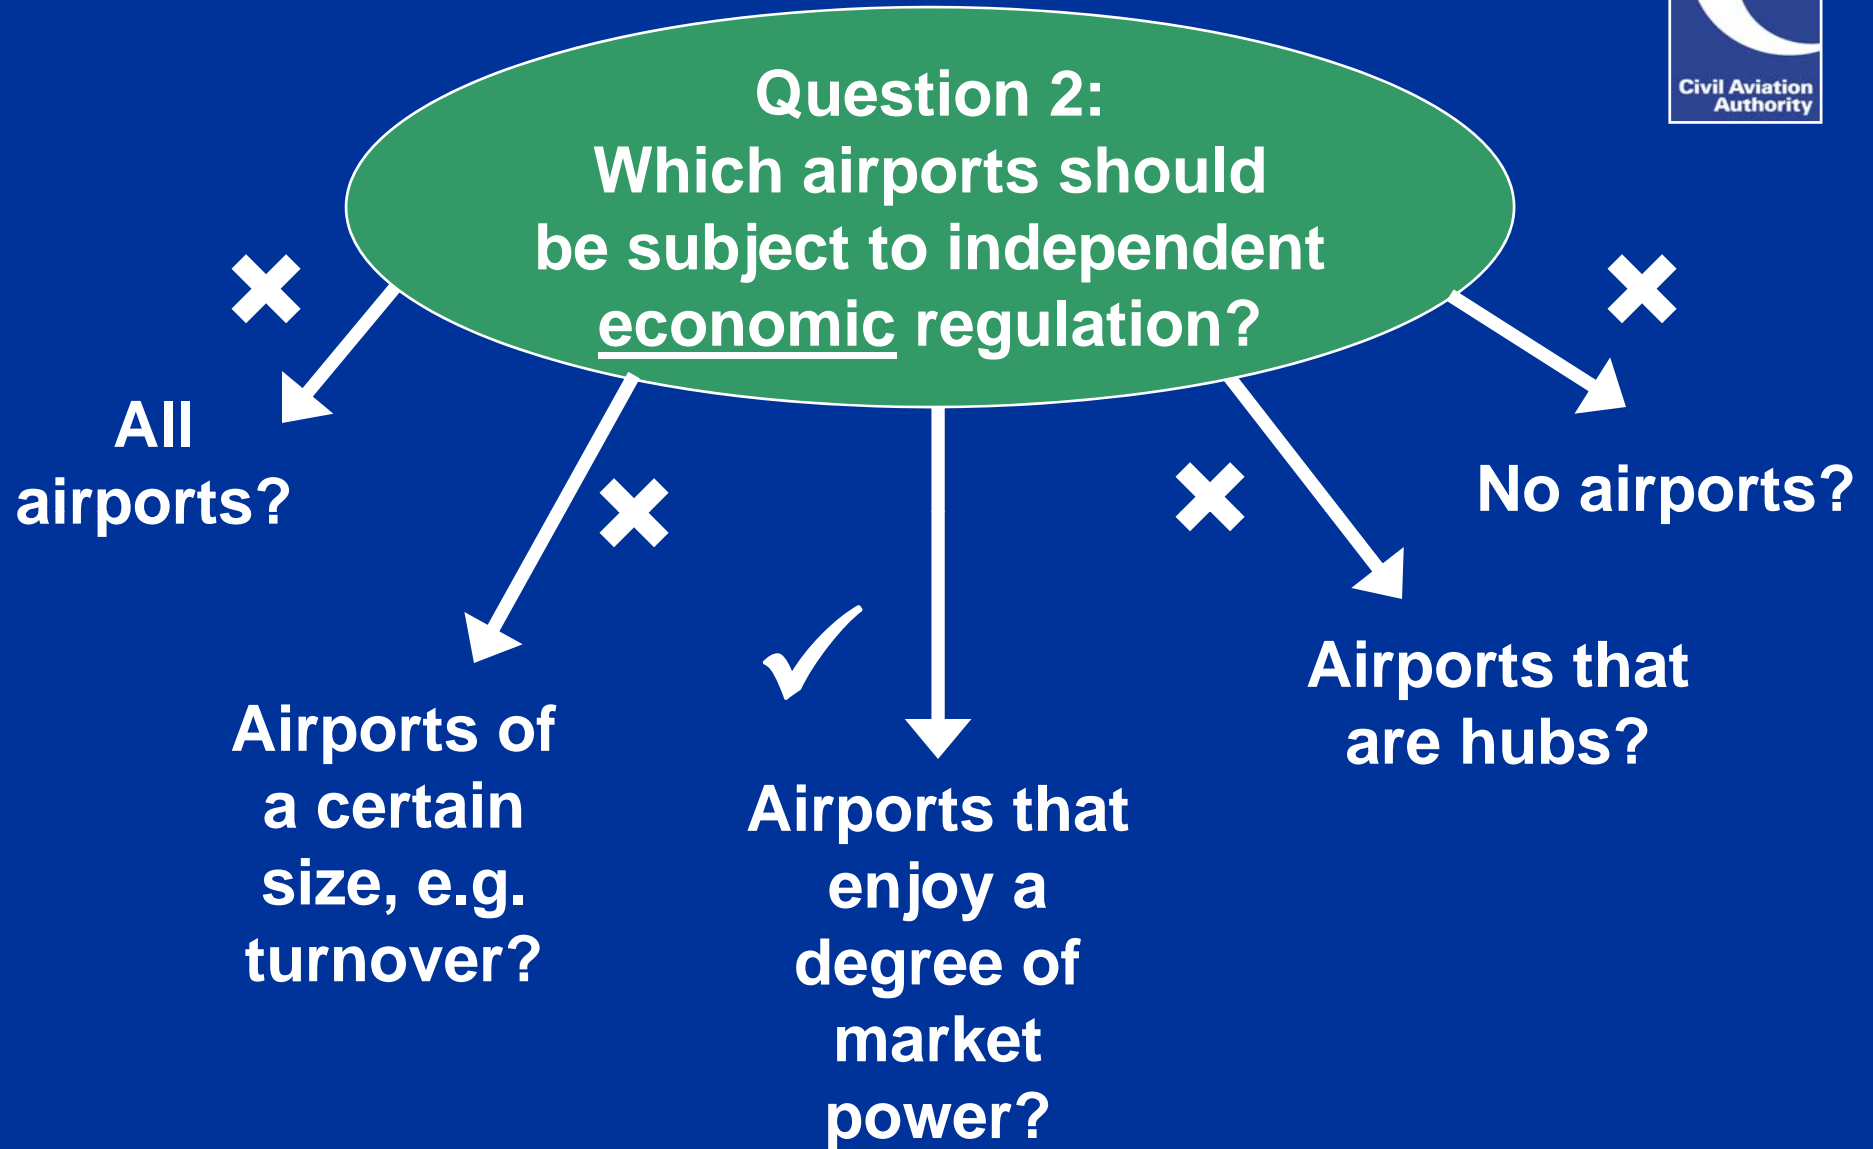 Civil Aviation
Authority
Question 2:
Which airports should
be subject to independent
economic regulation?
All
airports?
Airports of
a certain
size, e.g.
turnover?
Airports that
enjoy a
degree of
market
power?
Airports that
are hubs?
No airports?